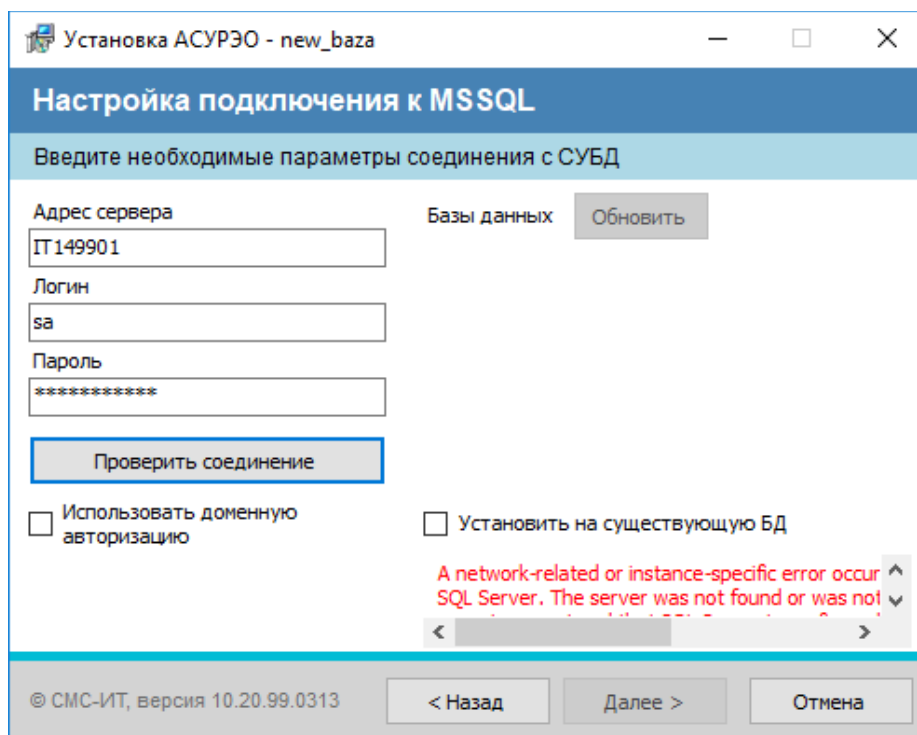 Установка АСУРЭО - new_baza
Настройка подключения к MSSQL
Введите необходимые параметры соединения с СУБД
Адрес сервера
IT149901
Логин
sa
Пароль
***********
Проверить соединение
Использовать доменную
авторизацию
Базы данных
Обновить
Установить на существующую БД
A network-related or instance-specific error occur
SQL Server. The server was not found or was not
© СМС-ИТ, версия 10.20.99.0313
< Назад
Далее >
Отмена